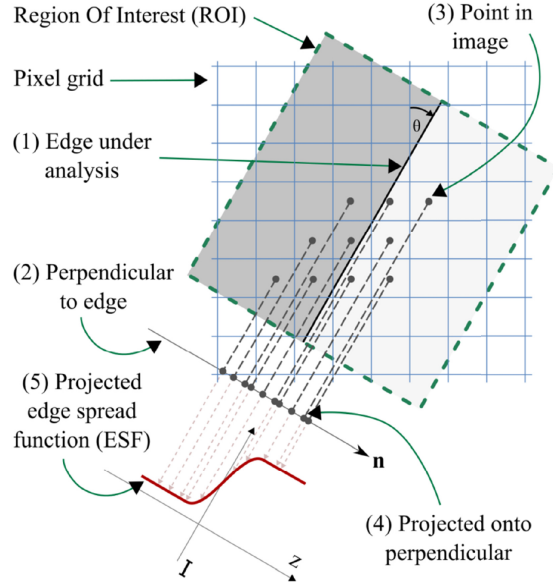 Region Of Interest (ROI)
(3) Point in
image
Pixel grid
θ
(1) Edge under
analysis
(2) Perpendicular
to edge
(5) Projected
edge spread
function (ESF)
n
(4) Projected onto
perpendicular
I
z